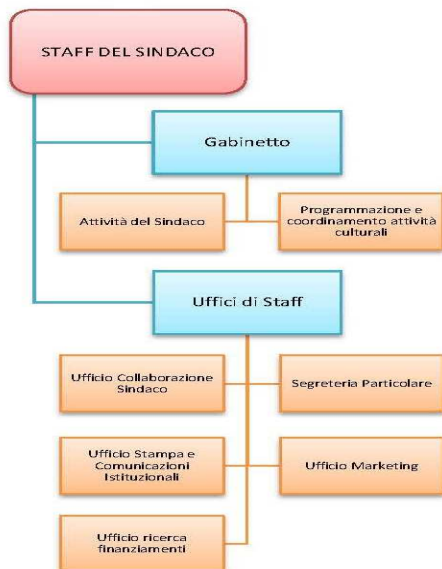 STAFF DEL SINDACO
Gabinetto
Attività del Sindaco
Programmazione e
coordinamento attività
culturali
Uffici di Staff
Ufficio Collaborazione
Sindaco
Segreteria Particolare
Ufficio Stampa e
Comunicazioni
Istituzionali
Ufficio Marketing
Ufficio ricerca
finanziamenti